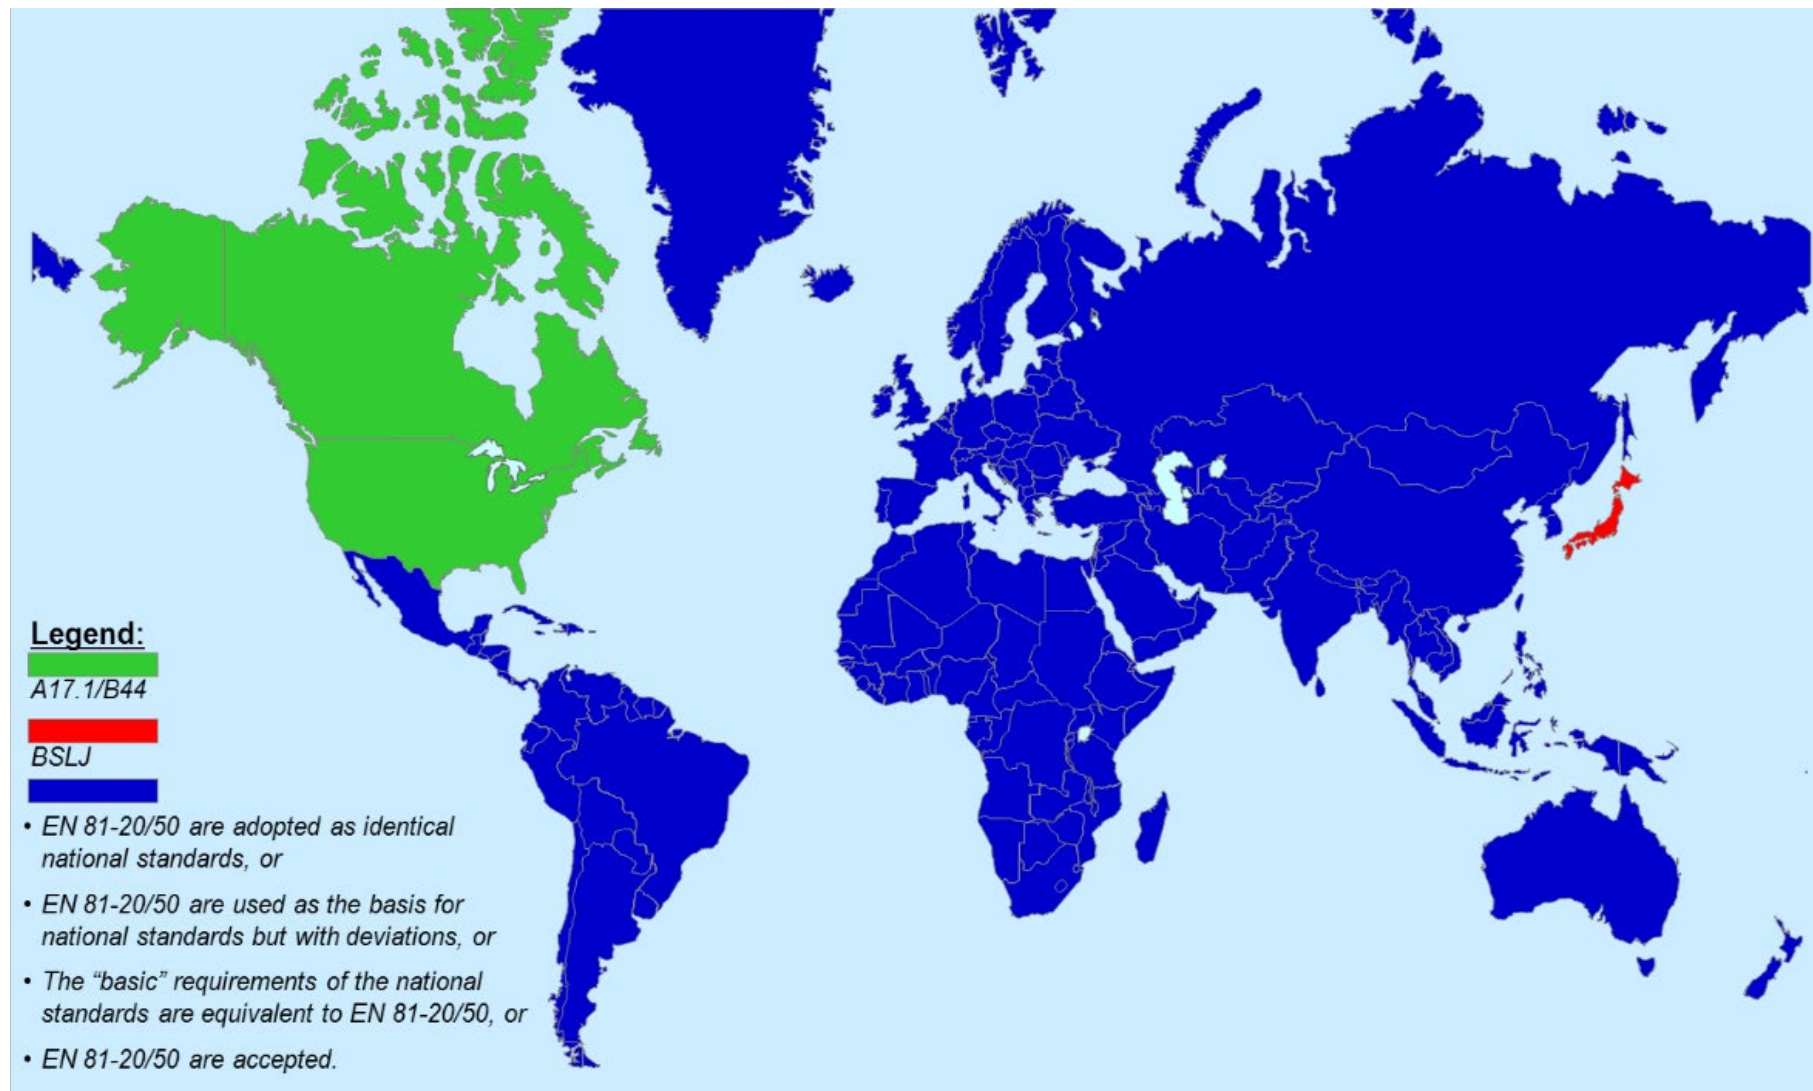 Legend:
A17.1/B44
BSLJ
• EN 81-20/50 are adopted as identical
national standards, or
• EN 81-20/50 are used as the basis for
national standards but with deviations, or
• The “basic” requirements of the national
standards are equivalent to EN 81-20/50, or
• EN 81-20/50 are accepted.